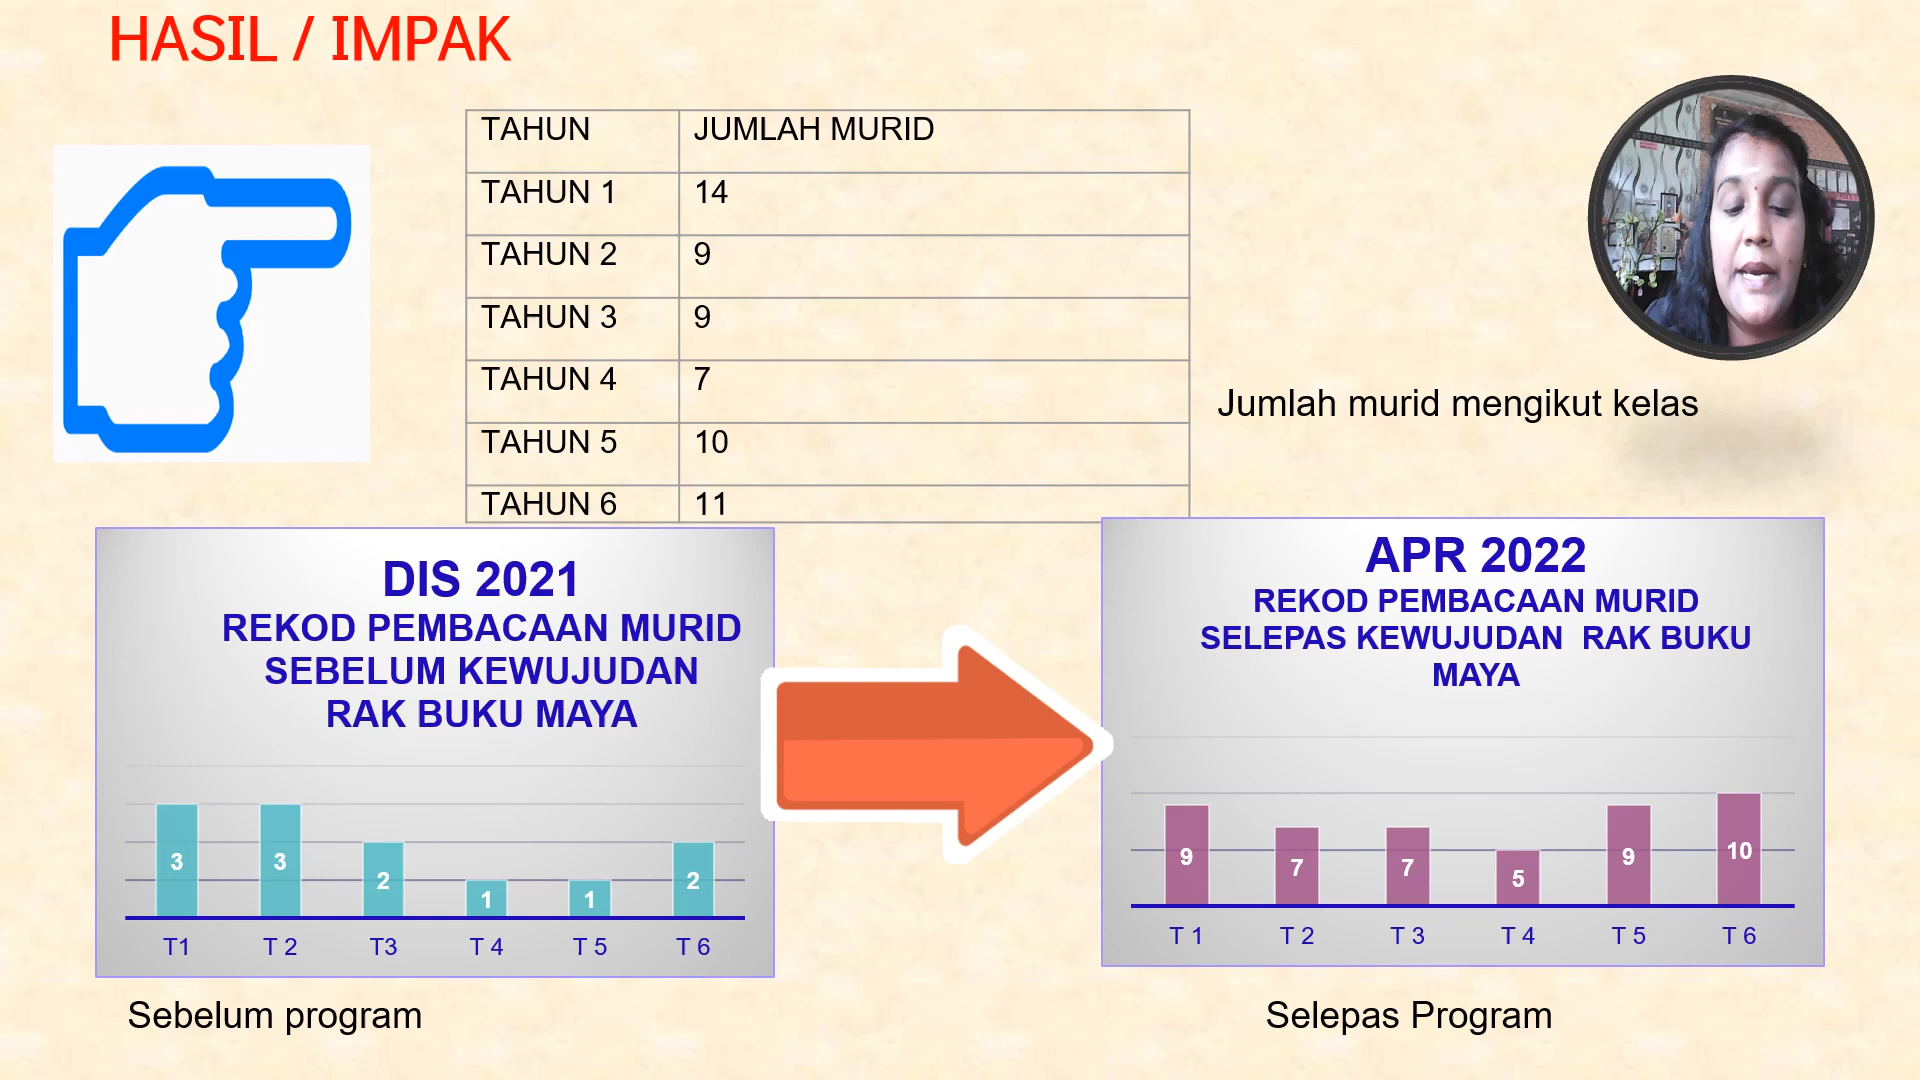 HASIL / IMPAK
TAHUN JUMLAH MURID
TAHUN 1 14
TAHUN 2 9
TAHUN 3 9
TAHUN 4 7
TAHUN 5 10
TAHUN 6 11
Jumlah murid mengikut kelas
DIS 2021
REKOD PEMBACAAN MURID
SEBELUM KEWUJUDAN
RAK BUKU MAYA
3 3 2 1 1 2
T1 T 2 T3 T 4 T 5 T 6
Sebelum program
APR 2022
REKOD PEMBACAAN MURID
SELEPAS KEWUJUDAN RAK BUKU
MAYA
9 7 7 5 9 10
T 1 T 2 T 3 T 4 T 5 T 6
Selepas Program